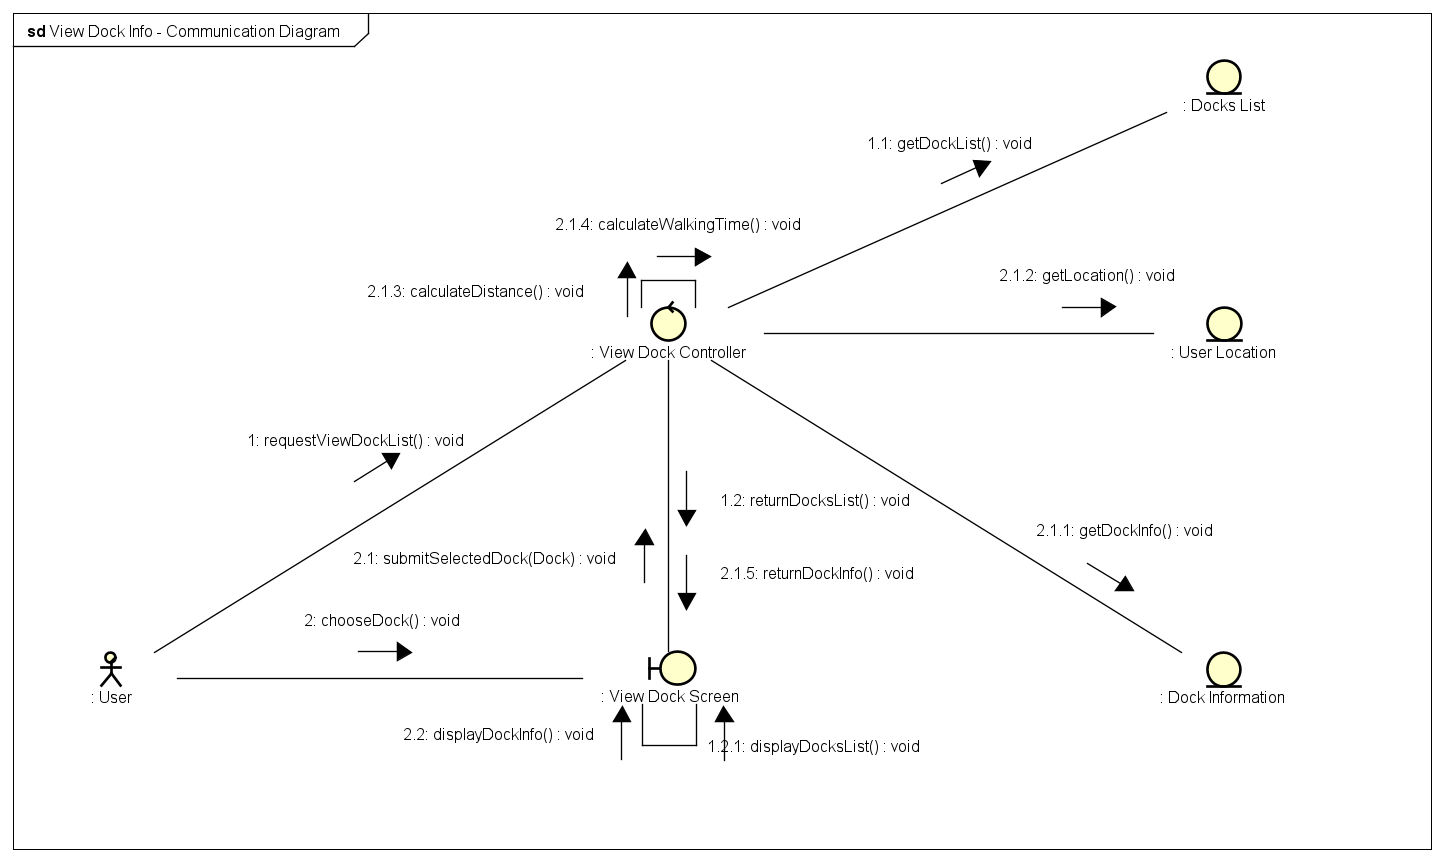 sd View Dock Info - Communication Diagram
: Docks List
1.1: getDockList() : void
2.1.4: calculateWalkingTime() : void
2.1.2: getLocation() : void
2.1.3: calculateDistance() : void
: View Dock Controller
: User Location
1: requestViewDockList() : void
1.2: returnDocksList() : void
2.1.1: getDockInfo() : void
2.1: submitSelectedDock(Dock) : void
2.1.5: returnDockInfo() : void
2: chooseDock() : void
: User
: View Dock Screen
: Dock Information
2.2: displayDockInfo() : void
1.2.1: displayDocksList() : void